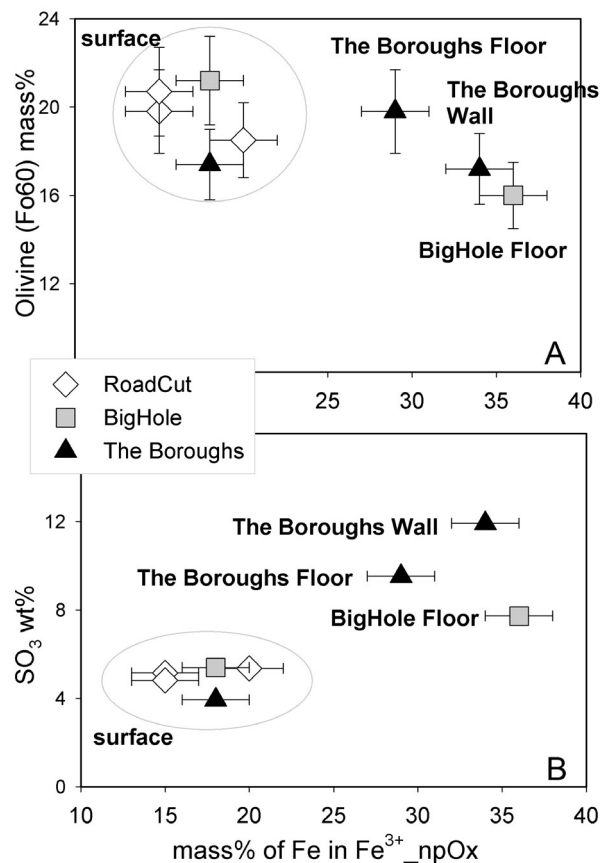 24
20
16
12
Olivine (Fo60) mass%
surface
The Boroughs Floor
The Boroughs
Wall
BigHole Floor
A
25 30 35 40
RoadCut
BigHole
The Boroughs
12
8
4
0
SO₃ wt%
The Boroughs Wall
The Boroughs Floor
BigHole Floor
surface
B
10 15 20 25 30 35 40
mass% of Fe in Fe³⁺_npOx